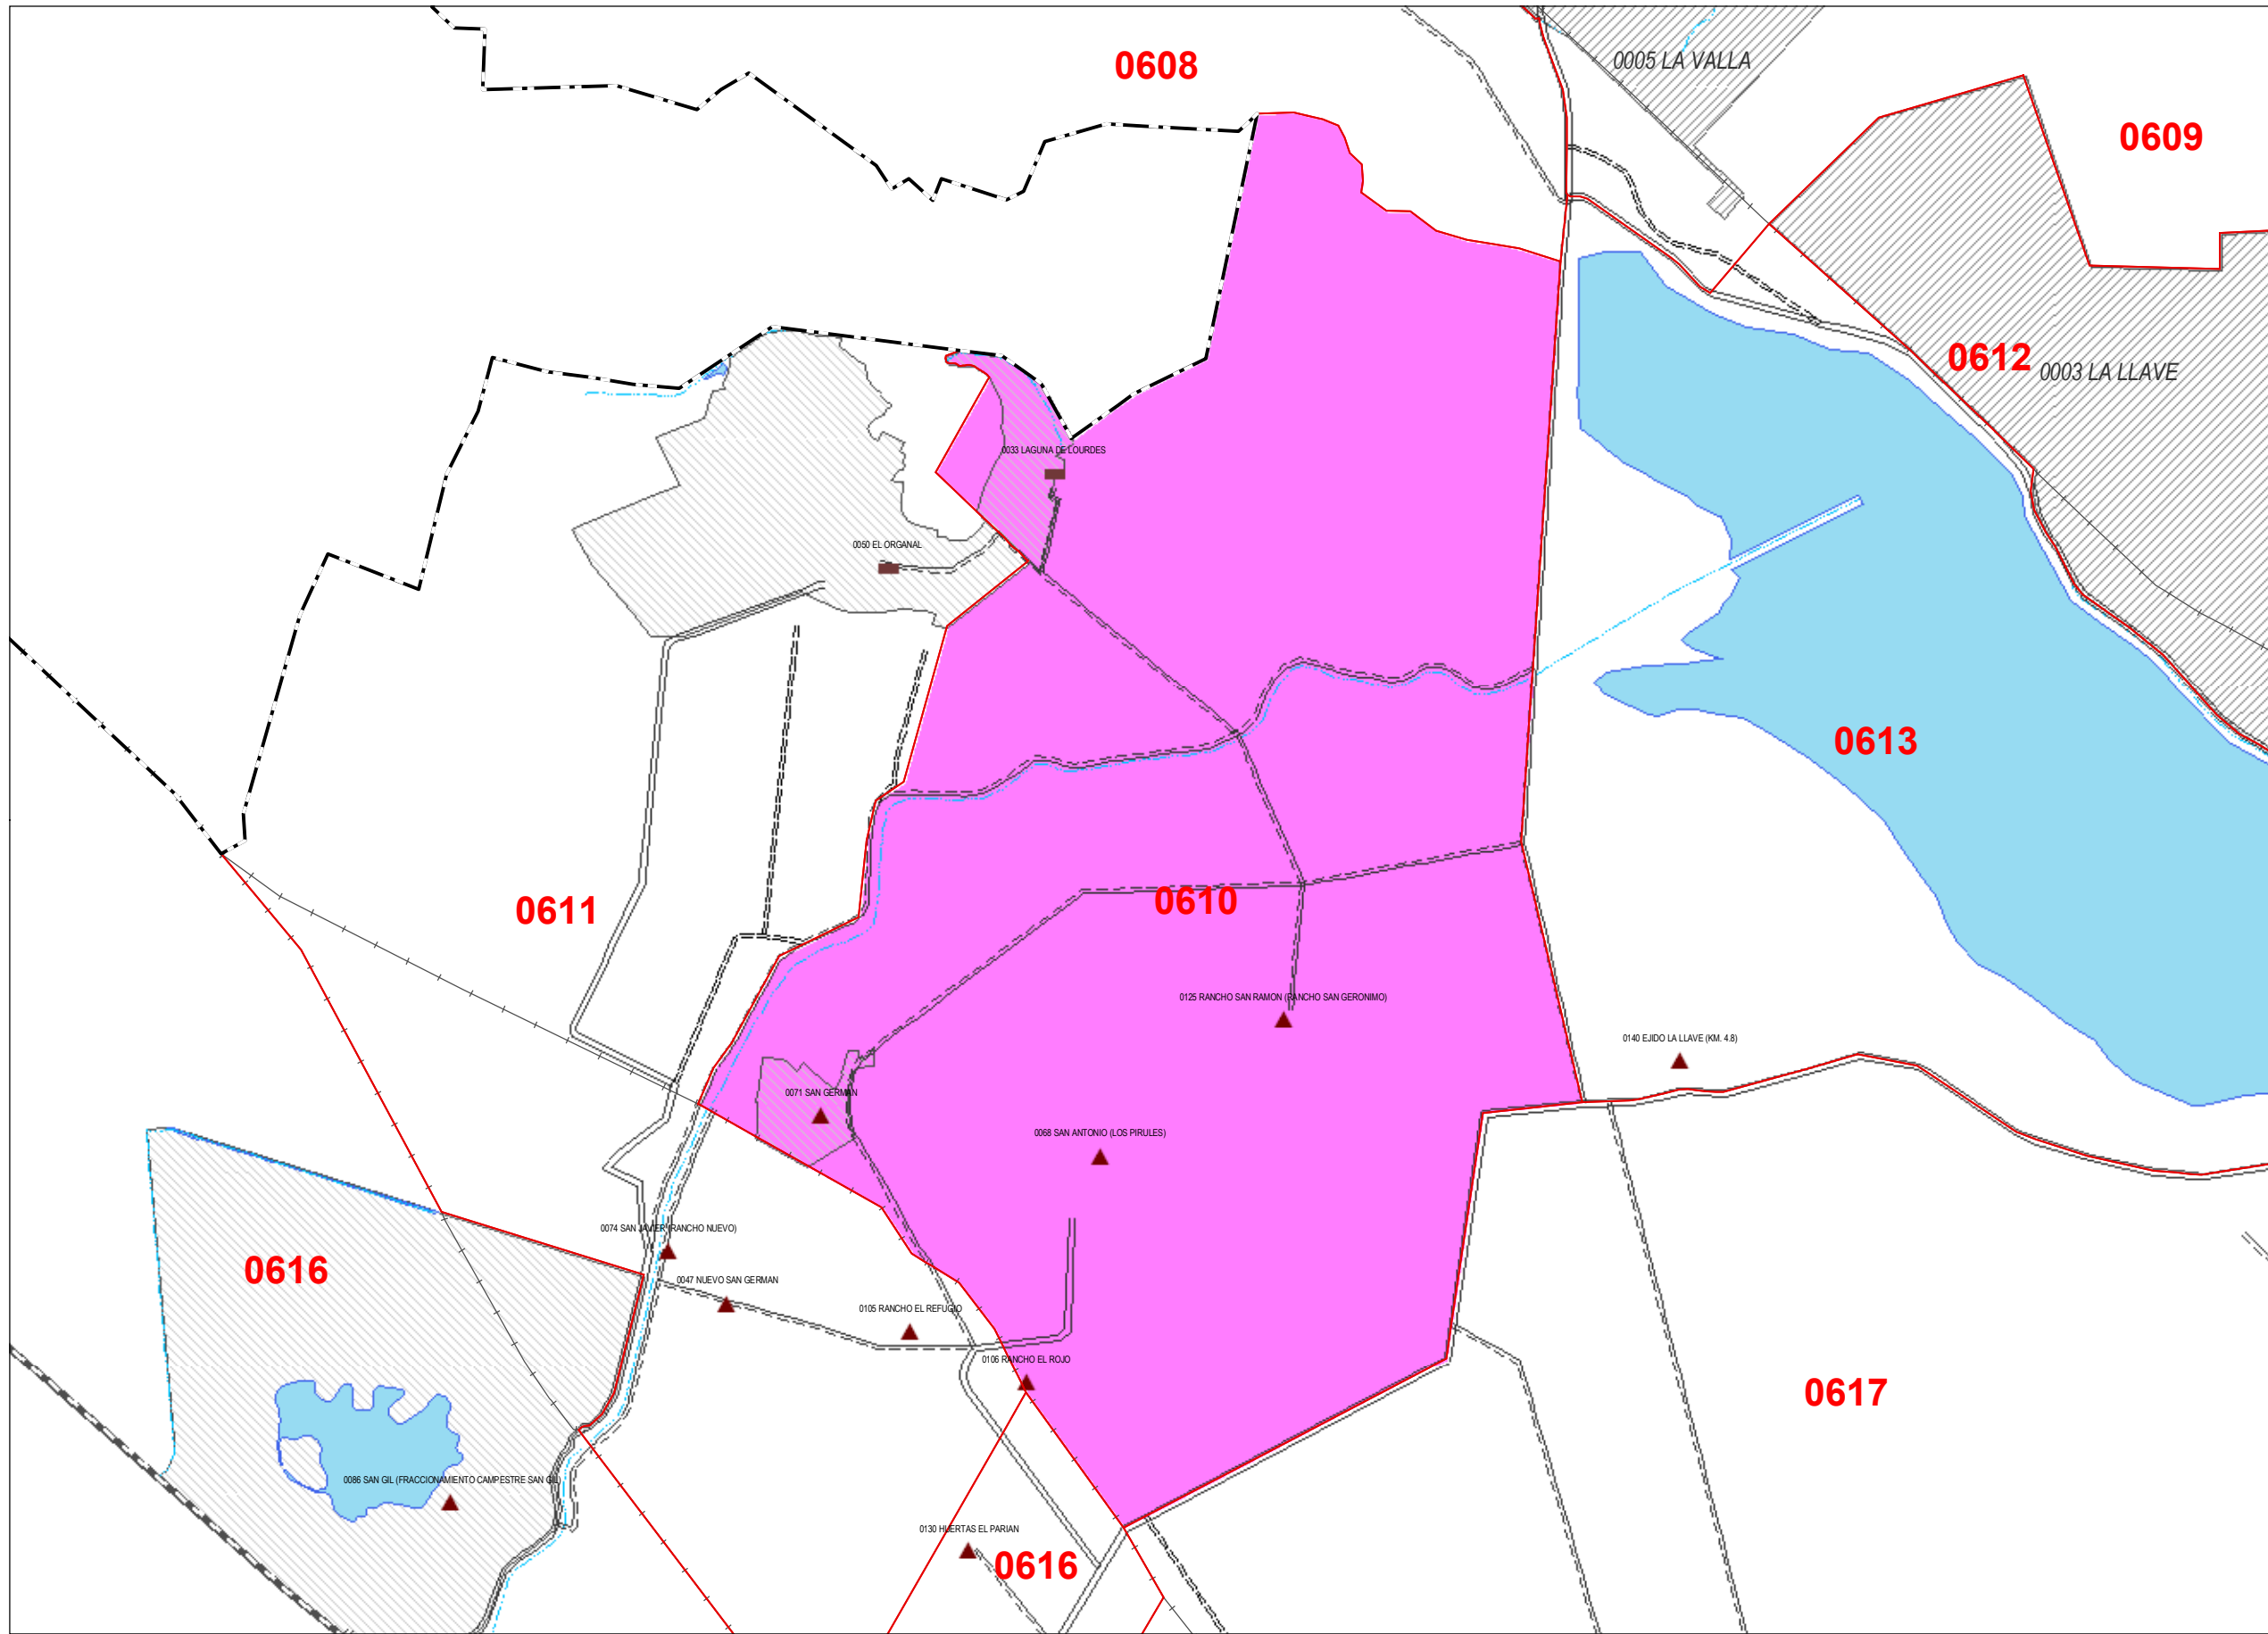 0608
0005 LA VALLA
0609
0612
0003 LA LLAVE
0033 LAGUNA DE LOURDES
0050 EL ORGANAL
0613
0610
0611
0125 RANCHO SAN RAMON (RANCHO SAN GERONIMO)
0140 EJIDO LA LLAVE (KM. 4.8)
0071 SAN GERMAN
0068 SAN ANTONIO (LOS PIRULES)
0074 SAN JAVIER (RANCHO NUEVO)
0616
0047 NUEVO SAN GERMAN
0105 RANCHO EL REFUGIO
0106 RANCHO EL ROJO
0617
0086 SAN GIL (FRACCIONAMIENTO CAMPESTRE SAN GIL
0130 HUERTAS EL PARIAN
0616